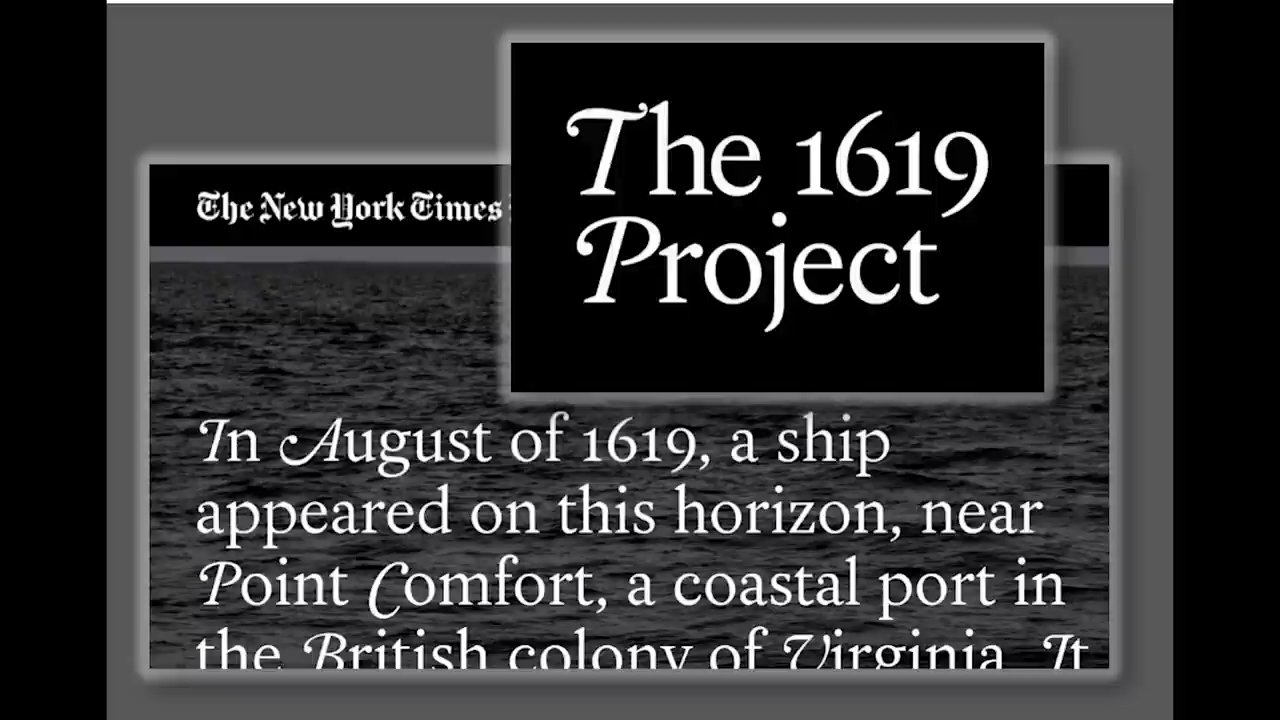 The 1619
Project
The New York Times
In August of 1619, a ship
appeared on this horizon, near
Point Comfort, a coastal port in
the British colony of Virginia. It